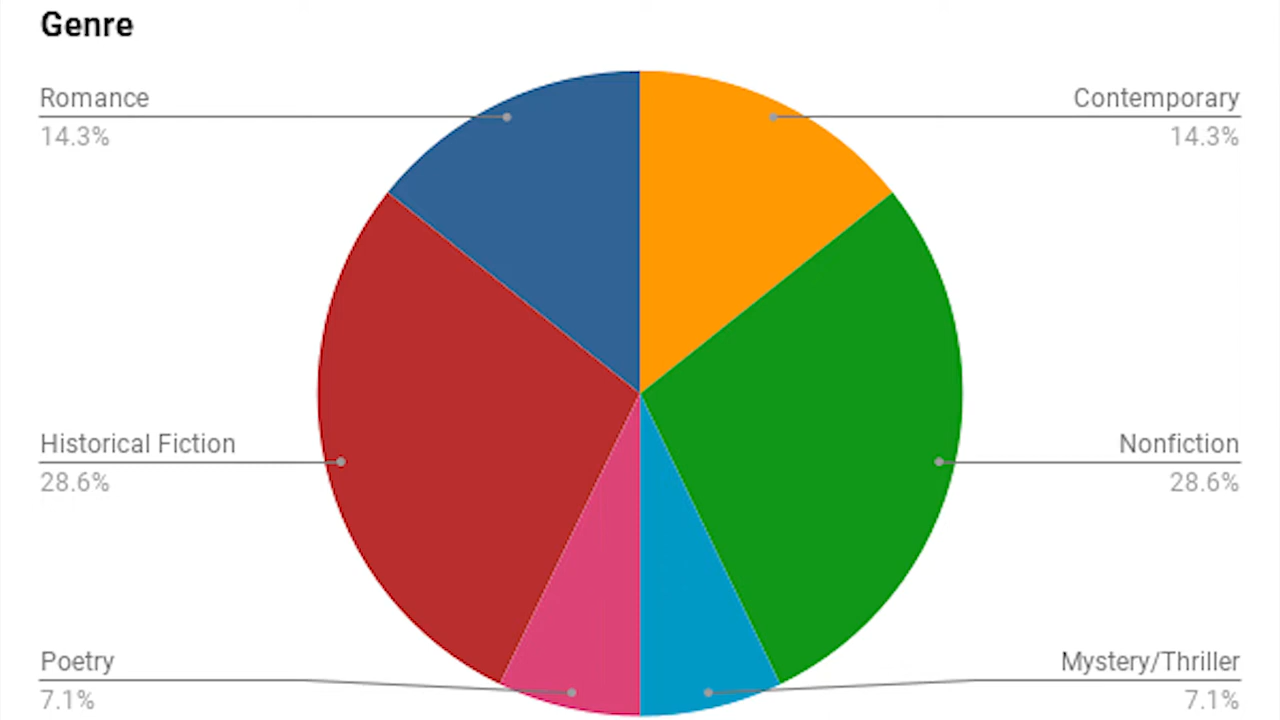 Genre
Romance
14.3%
Contemporary
14.3%
Historical Fiction
28.6%
Nonfiction
28.6%
Poetry
7.1%
Mystery/Thriller
7.1%